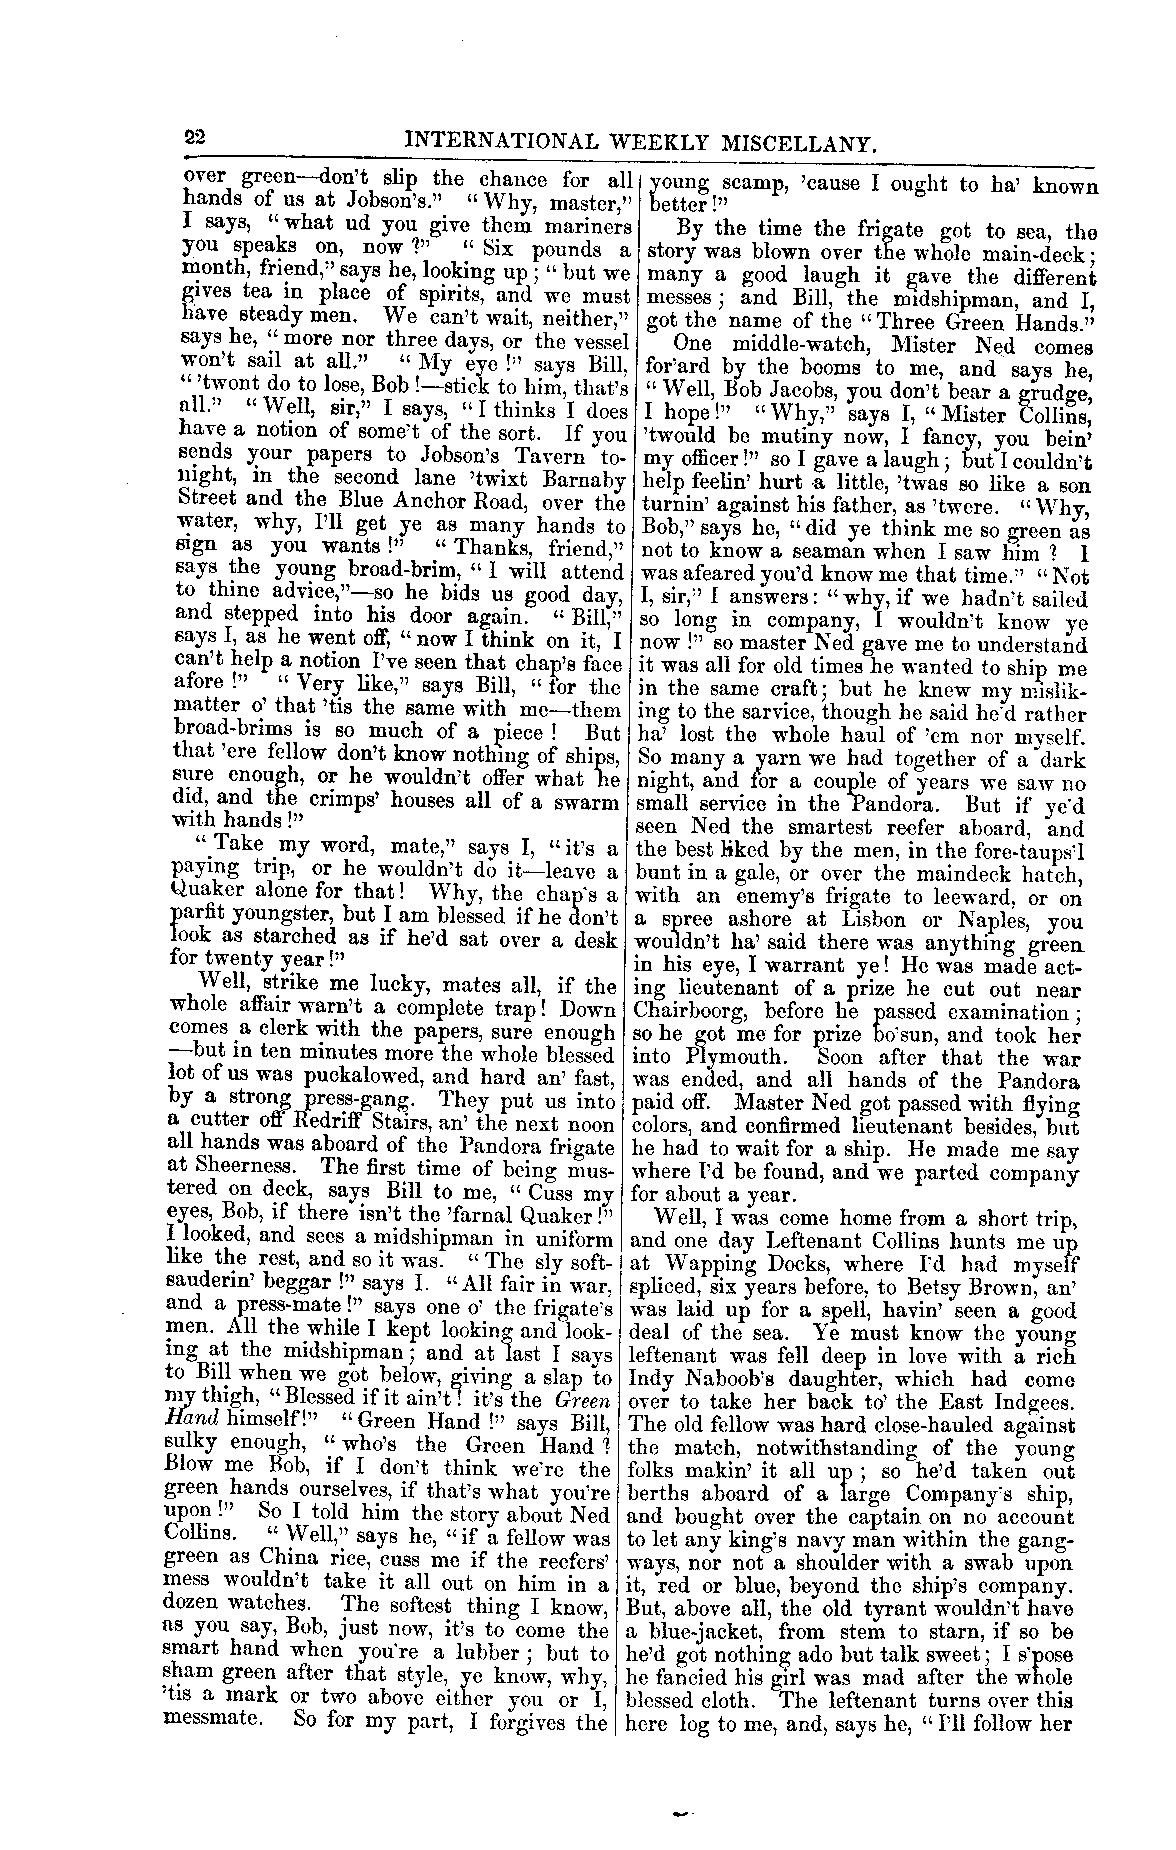 22 INTERNATIONAL WEEKLY MISCELLANY.
over green—don't slip the chance for all
hands of us at Jobson's." "Why, master,"
I says, "what ud you give them mariners
you speaks on, now?" "Six pounds a
month, friend," says he, looking up; "but we
gives tea in place of spirits, and we must
have steady men. We can't wait, neither,"
says he, "more nor three days, or the vessel
won't sail at all." "My eye!" says Bill,
"'twont do to lose, Bob!—stick to him, that's
all." "Well, sir," I says, "I thinks I does
have a notion of some't of the sort. If you
sends your papers to Jobson's Tavern to-
night, in the second lane 'twixt Barnaby
Street and the Blue Anchor Road, over the
water, why, I'll get ye as many hands to
sign as you wants!" "Thanks, friend,"
says the young broad-brim, "I will attend
to thine advice,"—so he bids us good day,
and stepped into his door again. "Bill,"
says I, as he went off, "now I think on it, I
can't help a notion I've seen that chap's face
afore!" "Very like," says Bill, "for the
matter o' that 'tis the same with me—them
broad-brims is so much of a piece! But
that 'ere fellow don't know nothing of ships,
sure enough, or he wouldn't offer what he
did, and the crimps' houses all of a swarm
with hands!"
"Take my word, mate," says I, "it's a
paying trip, or he wouldn't do it—leave a
Quaker alone for that! Why, the chap's a
parfit youngster, but I am blessed if he don't
look as starched as if he'd sat over a desk
for twenty year!"
Well, strike me lucky, mates all, if the
whole affair warn't a complete trap! Down
comes a clerk with the papers, sure enough
—but in ten minutes more the whole blessed
lot of us was puckalowed, and hard an' fast,
by a strong press-gang. They put us into
a cutter off Redriff Stairs, an' the next noon
all hands was aboard of the Pandora frigate
at Sheerness. The first time of being mus-
tered on deck, says Bill to me, "Cuss my
eyes, Bob, if there isn't the 'farnal Quaker!"
I looked, and sees a midshipman in uniform
like the rest, and so it was. "The sly soft-
sauderin' beggar!" says I. "All fair in war,
and a press-mate!" says one o' the frigate's
men. All the while I kept looking and look-
ing at the midshipman; and at last I says
to Bill when we got below, giving a slap to
my thigh, "Blessed if it ain't! it's the Green
Hand himself!" "Green Hand!" says Bill,
sulky enough, "who's the Green Hand?
Blow me Bob, if I don't think we're the
green hands ourselves, if that's what you're
upon!" So I told him the story about Ned
Collins. "Well," says he, "if a fellow was
green as China rice, cuss me if the reefers'
mess wouldn't take it all out on him in a
dozen watches. The softest thing I know,
as you say, Bob, just now, it's to come the
smart hand when you're a lubber; but to
sham green after that style, ye know, why,
'tis a mark or two above either you or I,
messmate. So for my part, I forgives the
young scamp, 'cause I ought to ha' known
better!"
By the time the frigate got to sea, the
story was blown over the whole main-deck;
many a good laugh it gave the different
messes; and Bill, the midshipman, and I,
got the name of the "Three Green Hands."
One middle-watch, Mister Ned comes
for'ard by the booms to me, and says he,
"Well, Bob Jacobs, you don't bear a grudge,
I hope!" "Why," says I, "Mister Collins,
'twould be mutiny now, I fancy, you bein'
my officer!" so I gave a laugh; but I couldn't
help feelin' hurt a little, 'twas so like a son
turnin' against his father, as 'twere. "Why,
Bob," says he, "did ye think me so green as
not to know a seaman when I saw him? I
was afeared you'd know me that time." "Not
I, sir," I answers: "why, if we hadn't sailed
so long in company, I wouldn't know ye
now!" so master Ned gave me to understand
it was all for old times he wanted to ship me
in the same craft; but he knew my mislik-
ing to the sarvice, though he said he'd rather
ha' lost the whole haul of 'em nor myself.
So many a yarn we had together of a dark
night, and for a couple of years we saw no
small service in the Pandora. But if ye'd
seen Ned the smartest reefer aboard, and
the best liked by the men, in the fore-taups'l
bunt in a gale, or over the maindeck hatch,
with an enemy's frigate to leeward, or on
a spree ashore at Lisbon or Naples, you
wouldn't ha' said there was anything green
in his eye, I warrant ye! He was made act-
ing lieutenant of a prize he cut out near
Chairboorg, before he passed examination;
so he got me for prize bo'sun, and took her
into Plymouth. Soon after that the war
was ended, and all hands of the Pandora
paid off. Master Ned got passed with flying
colors, and confirmed lieutenant besides, but
he had to wait for a ship. He made me say
where I'd be found, and we parted company
for about a year.
Well, I was come home from a short trip,
and one day Leftenant Collins hunts me up
at Wapping Docks, where I'd had myself
spliced, six years before, to Betsy Brown, an'
was laid up for a spell, havin' seen a good
deal of the sea. Ye must know the young
leftenant was fell deep in love with a rich
Indy Naboob's daughter, which had come
over to take her back to' the East Indgees.
The old fellow was hard close-hauled against
the match, notwithstanding of the young
folks makin' it all up; so he'd taken out
berths aboard of a large Company's ship,
and bought over the captain on no account
to let any king's navy man within the gang-
ways, nor not a shoulder with a swab upon
it, red or blue, beyond the ship's company.
But, above all, the old tyrant wouldn't have
a blue-jacket, from stem to starn, if so be
he'd got nothing ado but talk sweet; I s'pose
he fancied his girl was mad after the whole
blessed cloth. The leftenant turns over this
here log to me, and, says he, "I'll follow her